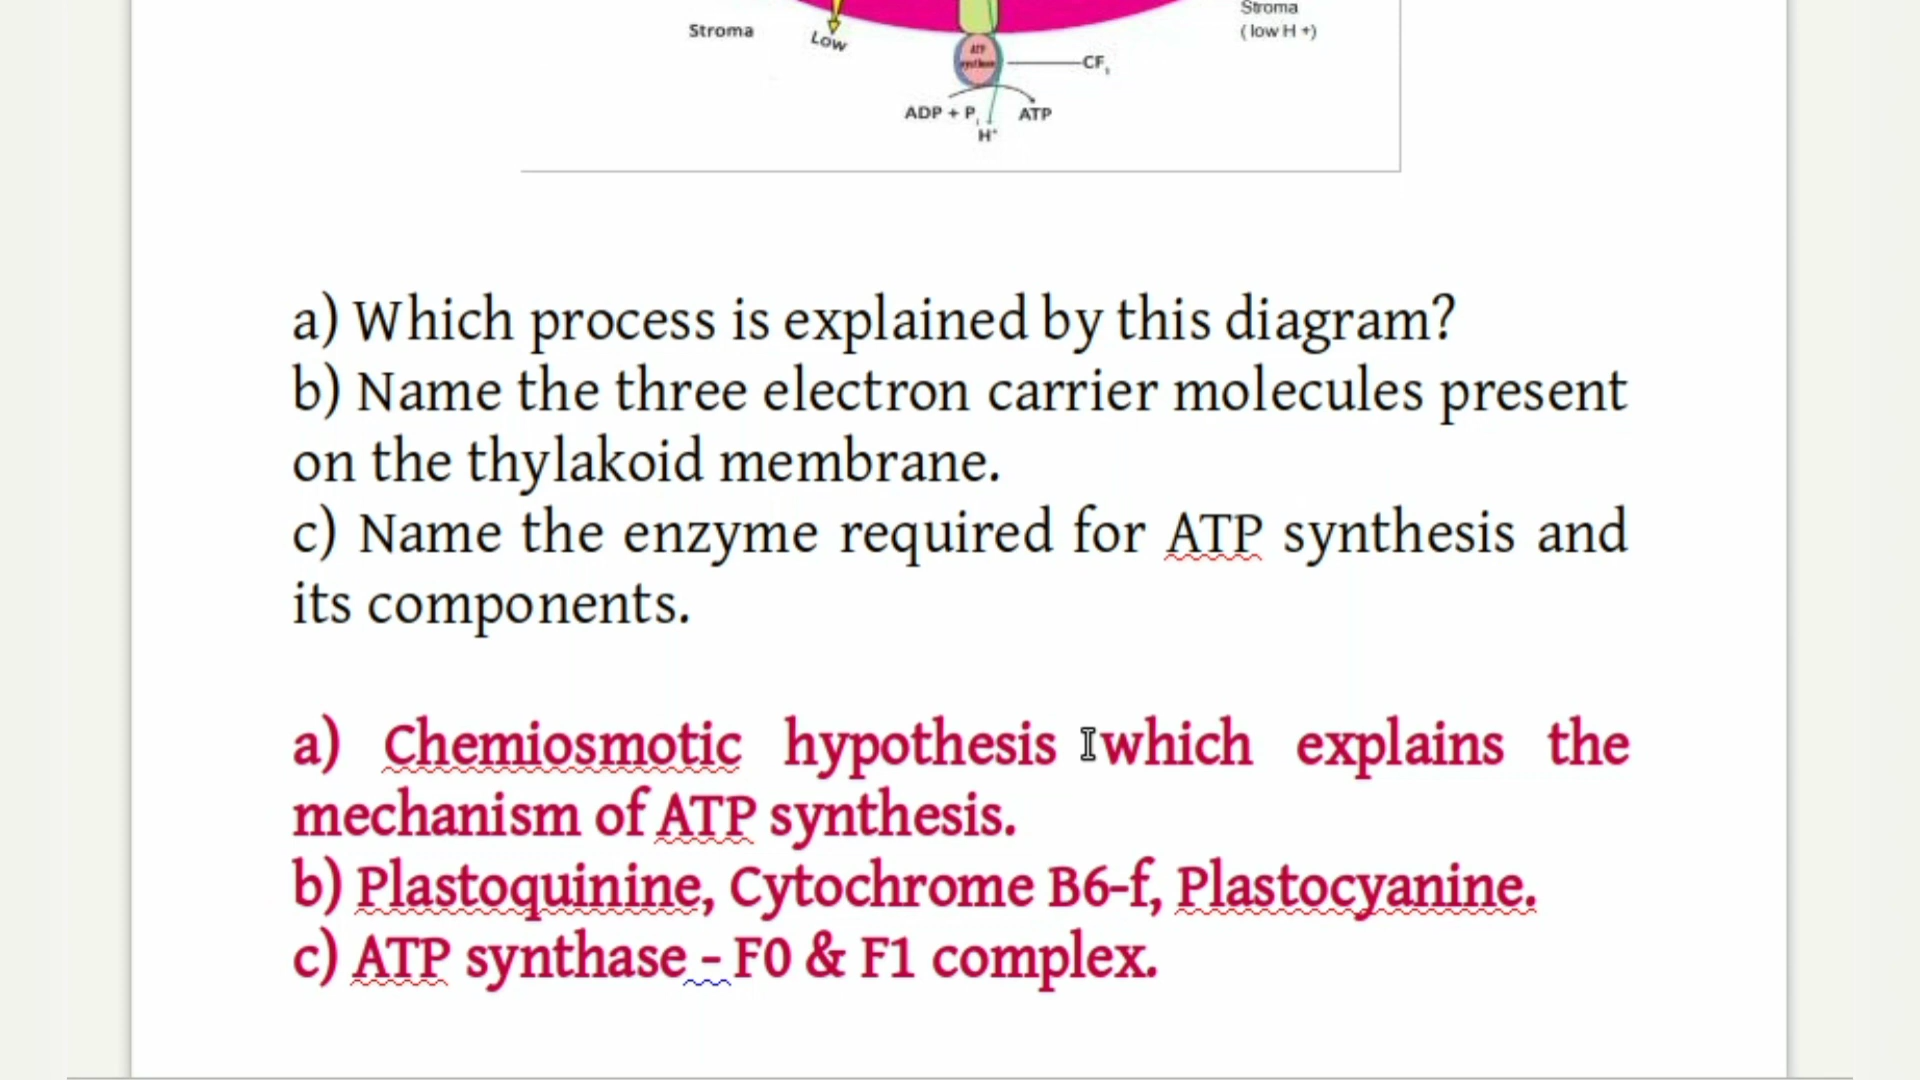 Stroma
Low
Stroma
(low H +)
ATP
synthase
CF1
ADP + Pi
ATP
H+
a) Which process is explained by this diagram?
b) Name the three electron carrier molecules present
on the thylakoid membrane.
c) Name the enzyme required for ATP synthesis and
its components.
a) Chemiosmotic hypothesis which explains the
mechanism of ATP synthesis.
b) Plastoquinine, Cytochrome B6-f, Plastocyanine.
c) ATP synthase - F0 & F1 complex.